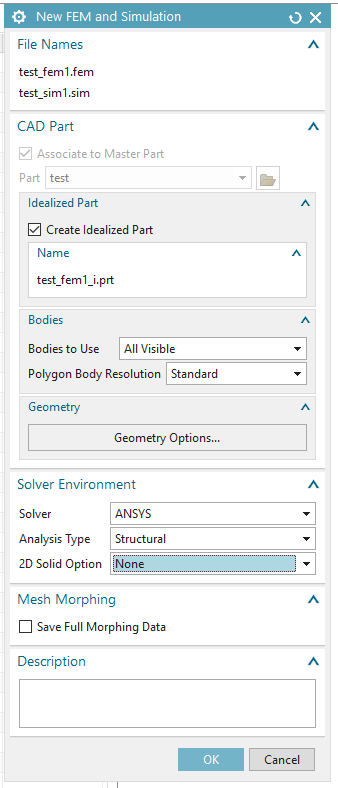 New FEM and Simulation
File Names
test_fem1.fem
test_sim1.sim
CAD Part
Associate to Master Part
Part test
Idealized Part
Create Idealized Part
Name
test_fem1_i.prt
Bodies
Bodies to Use All Visible
Polygon Body Resolution Standard
Geometry
Geometry Options...
Solver Environment
Solver ANSYS
Analysis Type Structural
2D Solid Option None
Mesh Morphing
Save Full Morphing Data
Description
OK Cancel